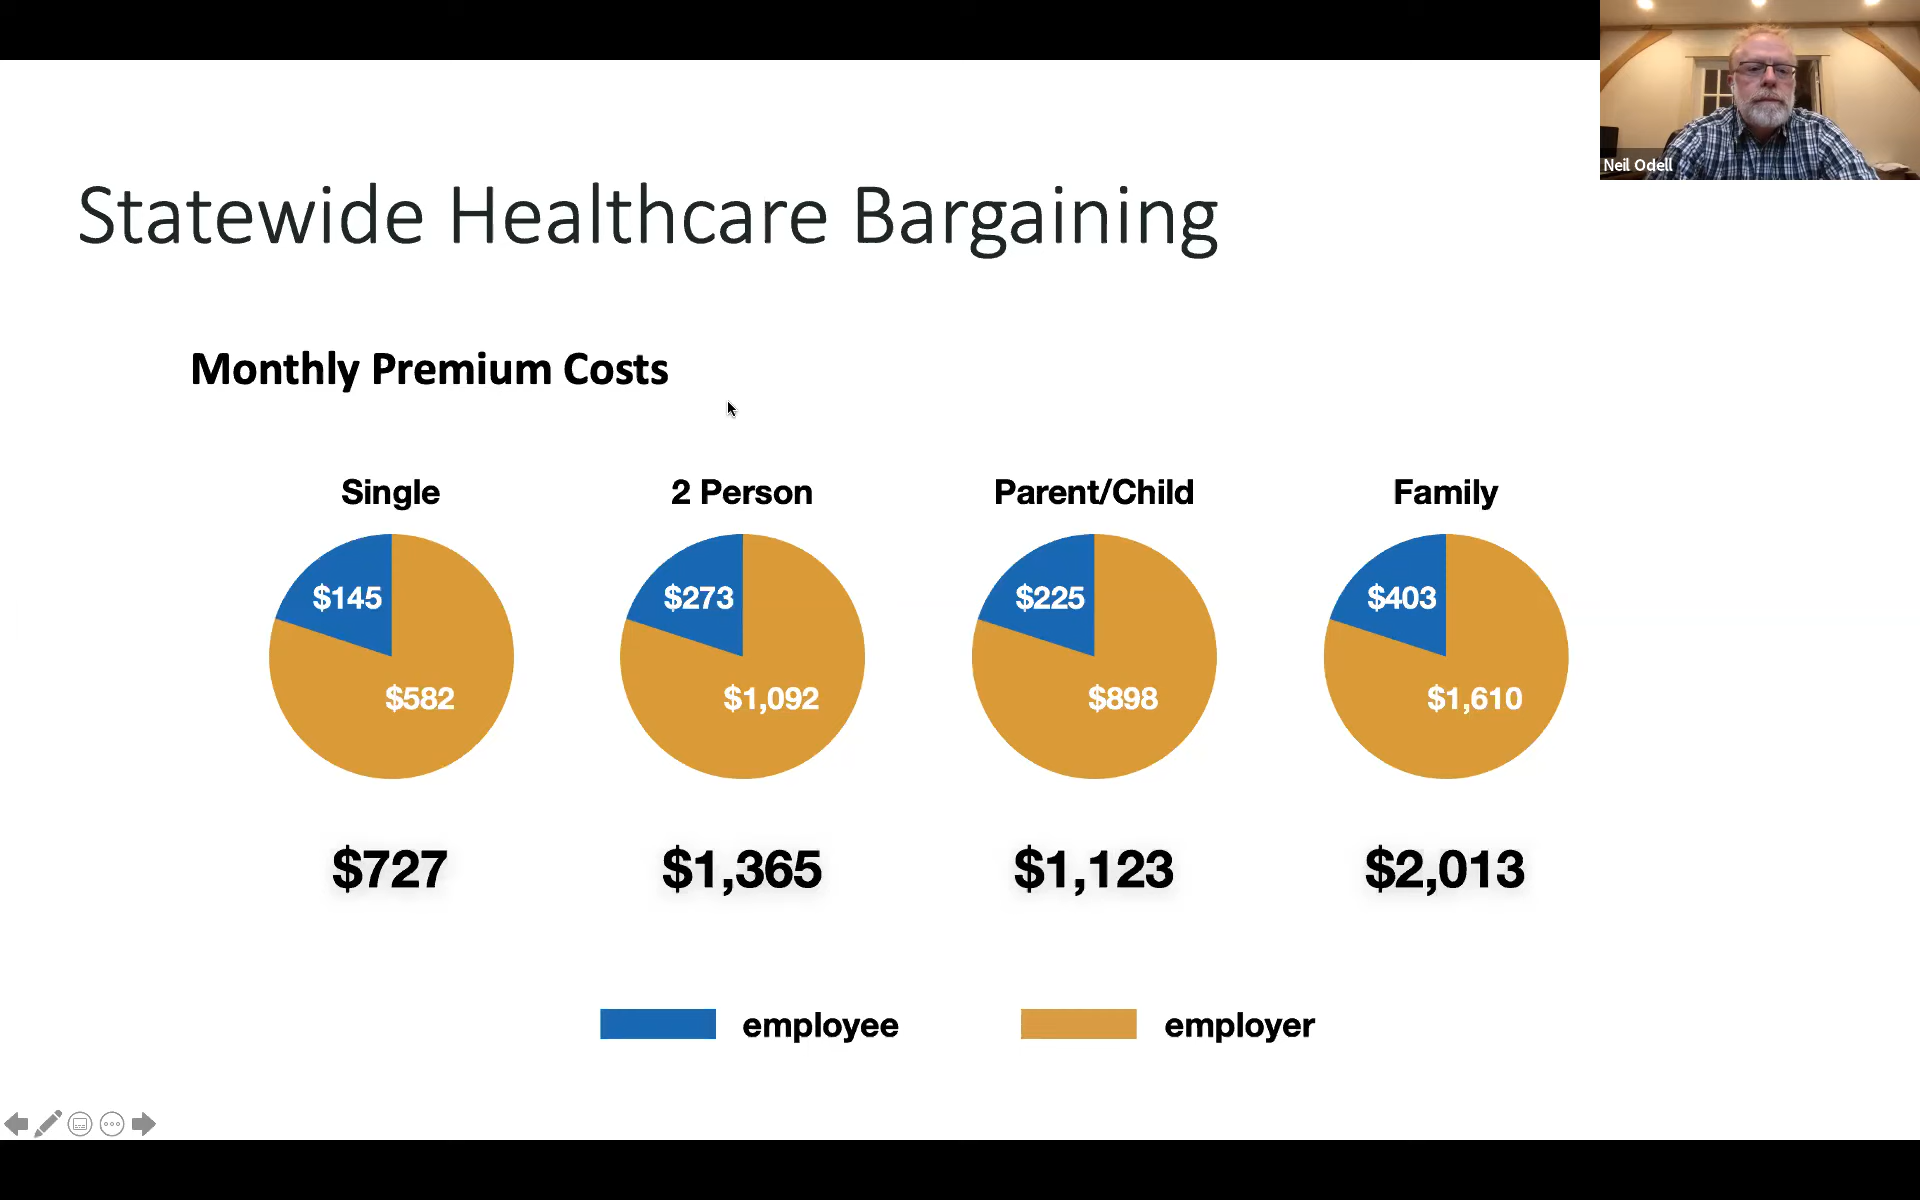 Neil Odell
Statewide Healthcare Bargaining
Monthly Premium Costs
Single
2 Person
Parent/Child
Family
$145
$582
$273
$1,092
$225
$898
$403
$1,610
$727
$1,365
$1,123
$2,013
employee
employer